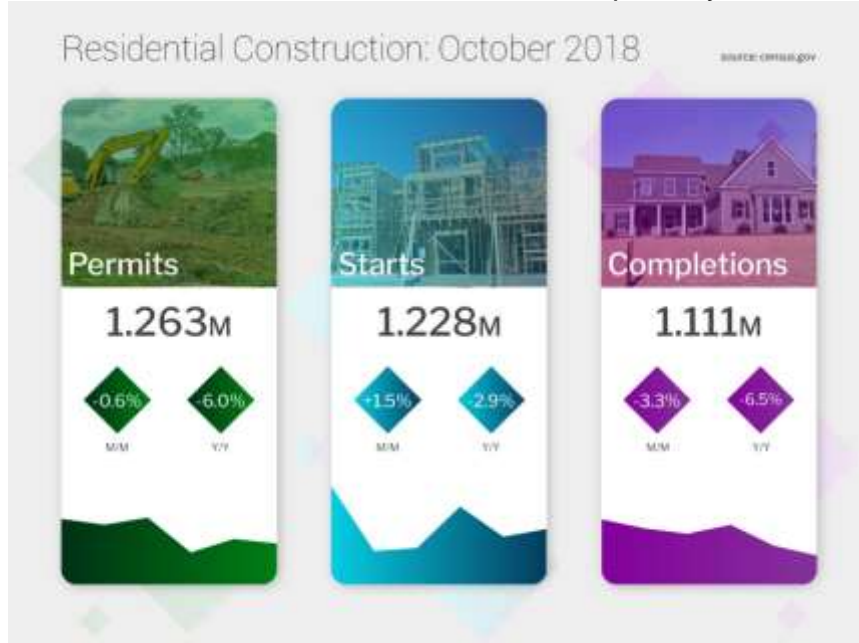 Residential Construction: October 2018
source: census.gov
Permits
1.263M
-0.6%
-6.0%
M/M
Y/Y
Starts
1.228M
+1.5%
-2.9%
M/M
Y/Y
Completions
1.111M
-3.3%
-6.5%
M/M
Y/Y